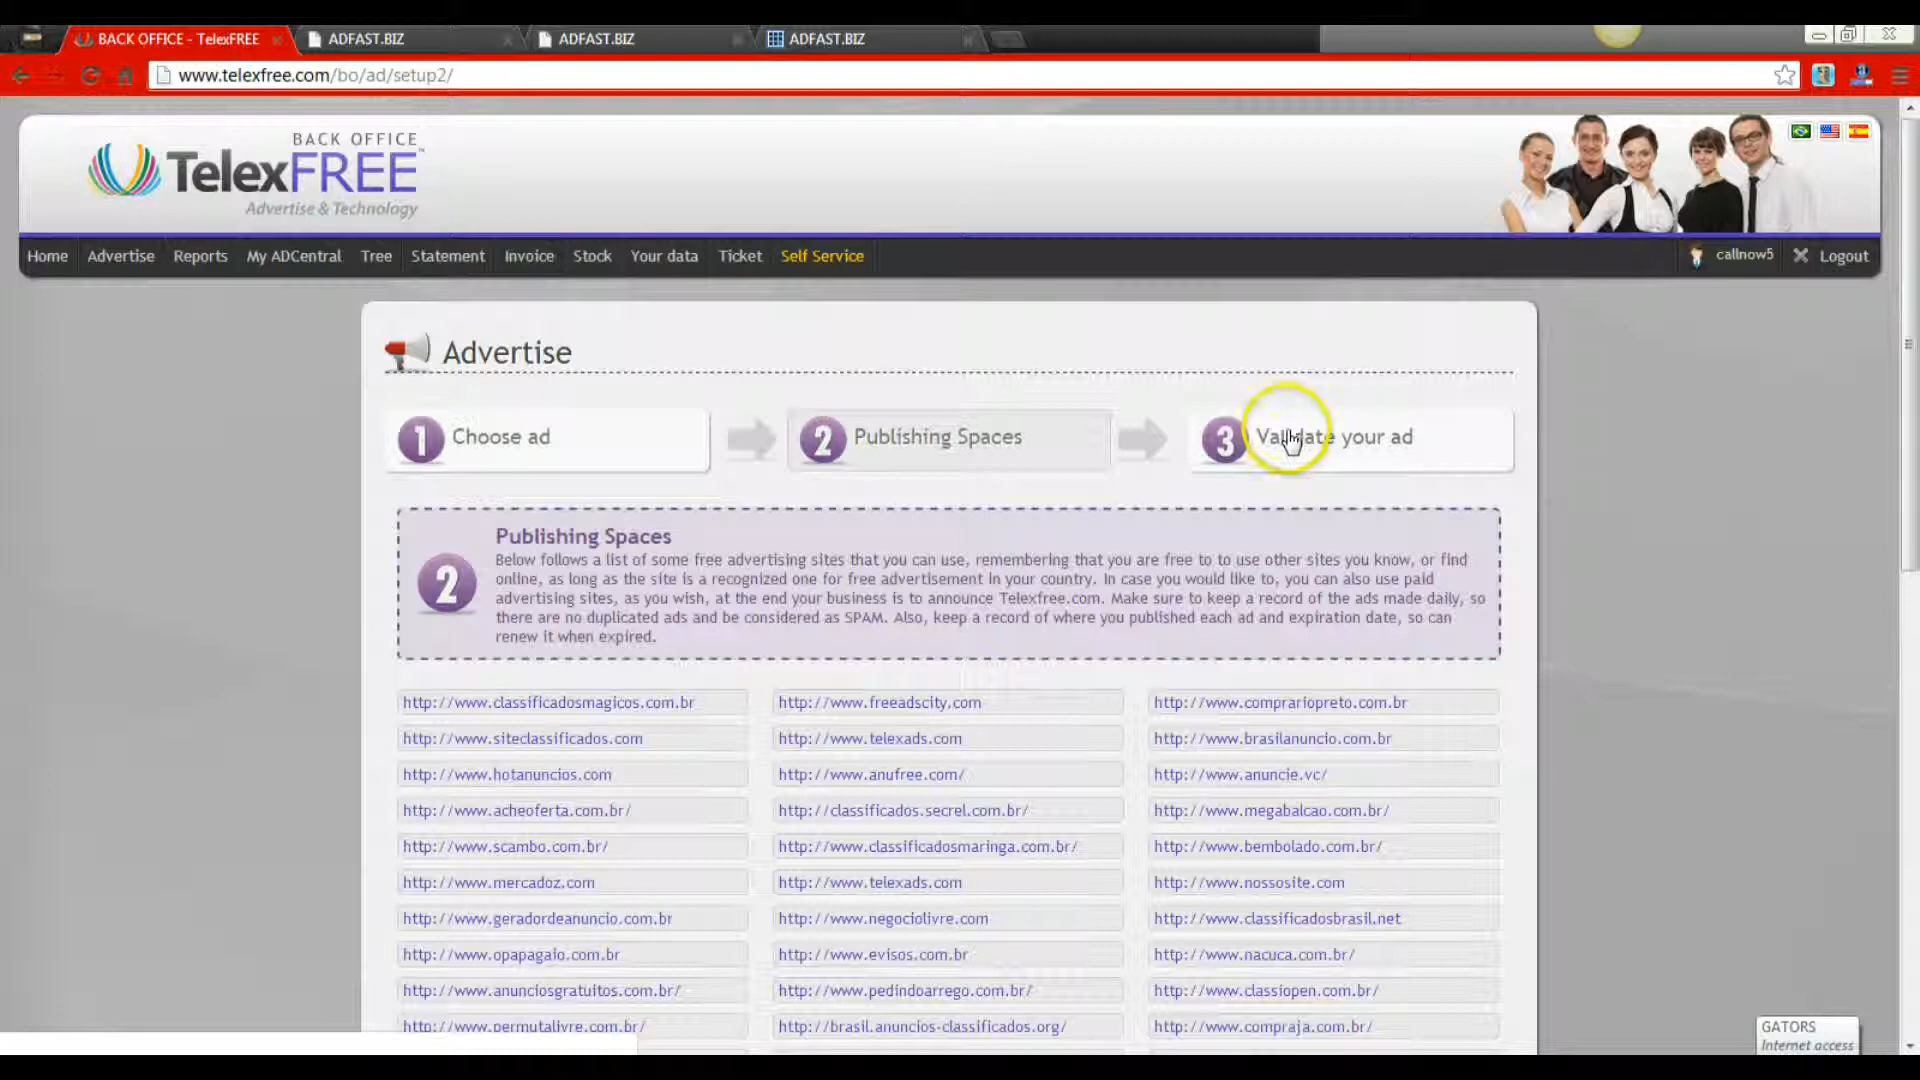 BACK OFFICE - TelexFREE
ADFAST.BIZ
ADFAST.BIZ
ADFAST.BIZ
www.telexfree.com/bo/ad/setup2/
BACK OFFICE
TelexFREE
Advertise & Technology
Home Advertise Reports My ADCentral Tree Statement Invoice Stock Your data Ticket Self Service callnow5 Logout
Advertise
1 Choose ad
2 Publishing Spaces
3 Validate your ad
Publishing Spaces
2
Below follows a list of some free advertising sites that you can use, remembering that you are free to to use other sites you know, or find
online, as long as the site is a recognized one for free advertisement in your country. In case you would like to, you can also use paid
advertising sites, as you wish, at the end your business is to announce Telexfree.com. Make sure to keep a record of the ads made daily, so
there are no duplicated ads and be considered as SPAM. Also, keep a record of where you published each ad and expiration date, so can
renew it when expired.
http://www.classificadosmagicos.com.br http://www.freeadscity.com http://www.comprariopreto.com.br
http://www.siteclassificados.com http://www.telexads.com http://www.brasilanuncio.com.br
http://www.hotanuncios.com http://www.anufree.com/ http://www.anuncie.vc/
http://www.acheoferta.com.br/ http://classificados.secrel.com.br/ http://www.megabalcao.com.br/
http://www.scambo.com.br/ http://www.classificadosmaringa.com.br/ http://www.bembolado.com.br/
http://www.mercadoz.com http://www.telexads.com http://www.nossosite.com
http://www.geradordeanuncio.com.br http://www.negociolivre.com http://www.classificadosbrasil.net
http://www.opapagaio.com.br http://www.evisos.com.br http://www.nacuca.com.br/
http://www.anunciosgratuitos.com.br/ http://www.pedindoarrego.com.br/ http://www.classiopen.com.br/
http://www.permutalivre.com.br/ http://brasil.anuncios-classificados.org/ http://www.compraja.com.br/
GATORS
Internet access